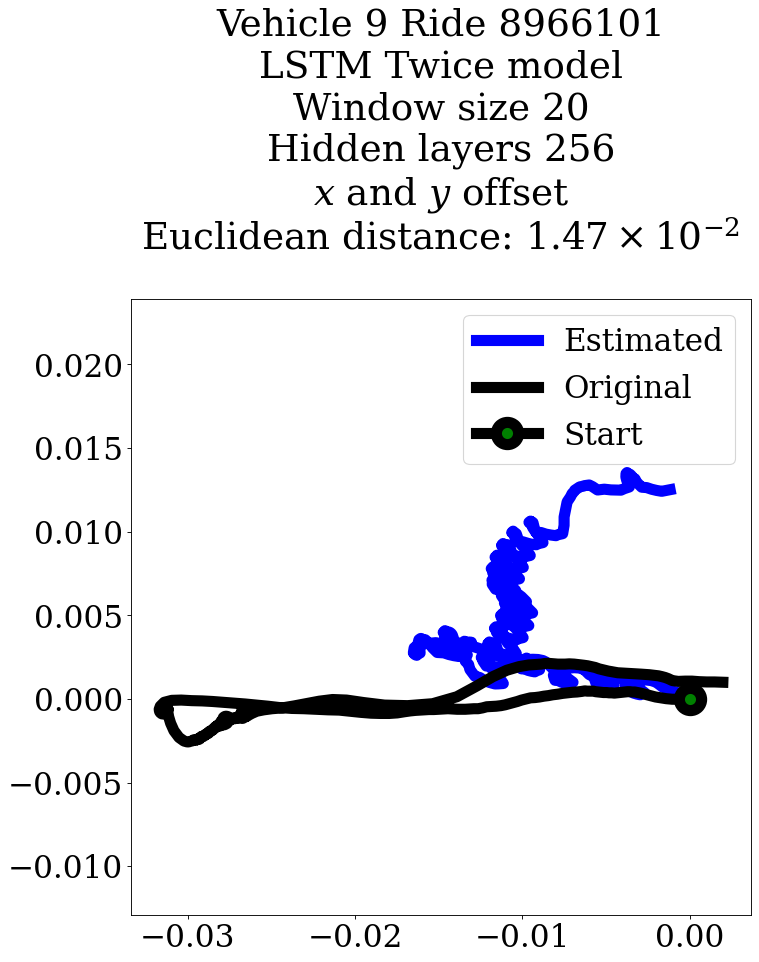 Vehicle 9 Ride 8966101
LSTM Twice model
Window size 20
Hidden layers 256
x and y offset
Euclidean distance: 1.47 × 10⁻²
Estimated
Original
Start
0.020
0.015
0.010
0.005
0.000
−0.005
−0.010
−0.03 −0.02 −0.01 0.00